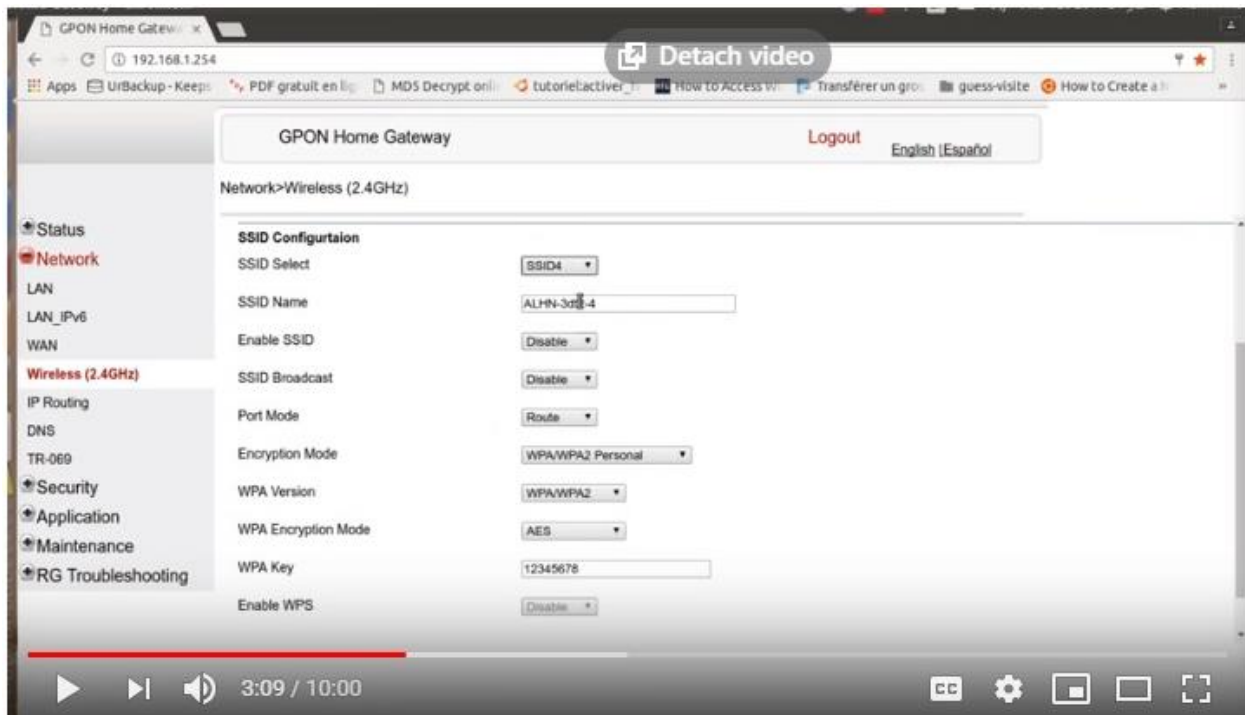 GPON Home Gatew
192.168.1.254
Detach video
Apps UrBackup - Keeps PDF gratuit en lig MD5 Decrypt onli tutoriel:activer How to Access Wi Transférer un gros guess-visite How to Create a h »
GPON Home Gateway Logout English | Español
Network>Wireless (2.4GHz)
Status
Network
LAN
LAN_IPv6
WAN
Wireless (2.4GHz)
IP Routing
DNS
TR-069
Security
Application
Maintenance
RG Troubleshooting
SSID Configurtaion
SSID Select SSID4
SSID Name
Enable SSID Disable
SSID Broadcast Disable
Port Mode Route
Encryption Mode WPA/WPA2 Personal
WPA Version WPA/WPA2
WPA Encryption Mode AES
WPA Key 12345678
Enable WPS Disable
3:09 / 10:00
CC